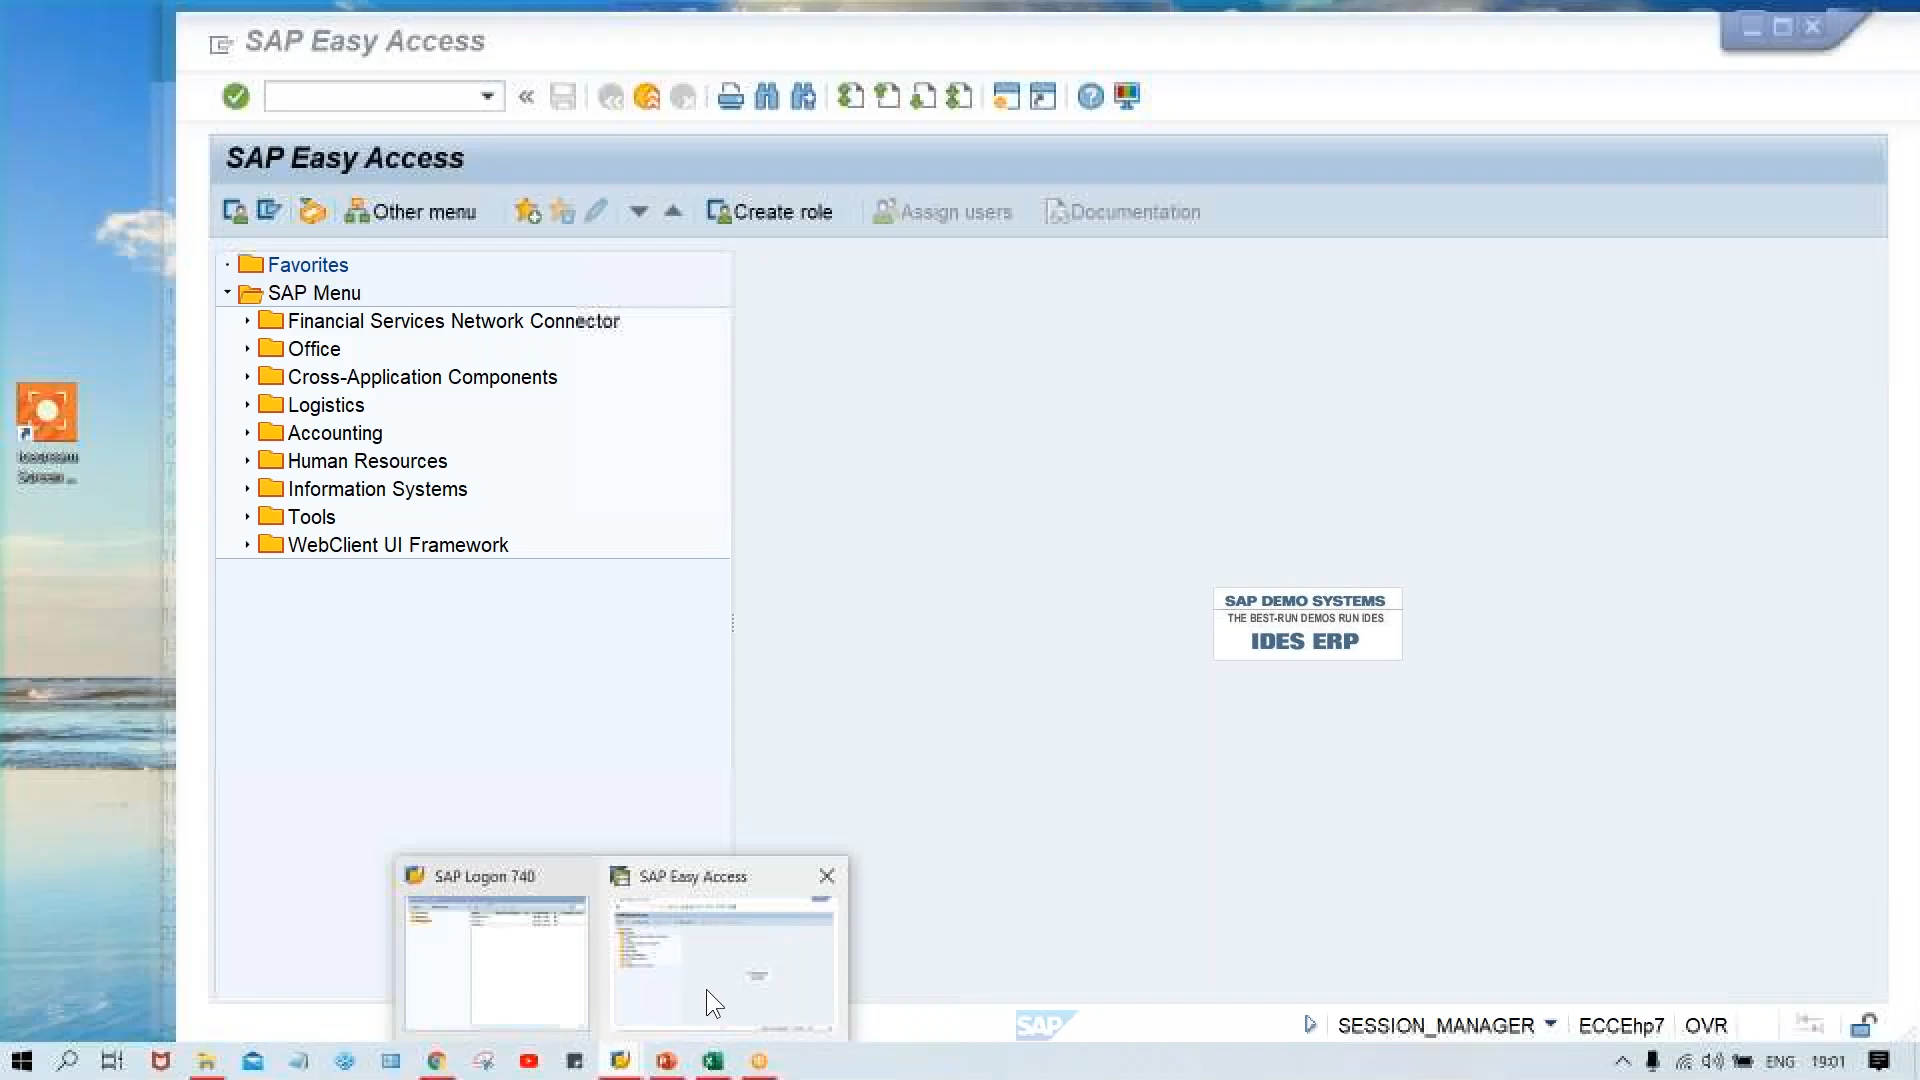 SAP Easy Access
SAP Easy Access
Other menu
Create role
Assign users
Documentation
Favorites
SAP Menu
Financial Services Network Connector
Office
Cross-Application Components
Logistics
Accounting
Human Resources
Information Systems
Tools
WebClient UI Framework
SAP DEMO SYSTEMS
THE BEST-RUN DEMOS RUN IDES
IDES ERP
SAP Logon 740
SAP Easy Access
SAP
SESSION_MANAGER
ECCEhp7
OVR
ENG
19:01